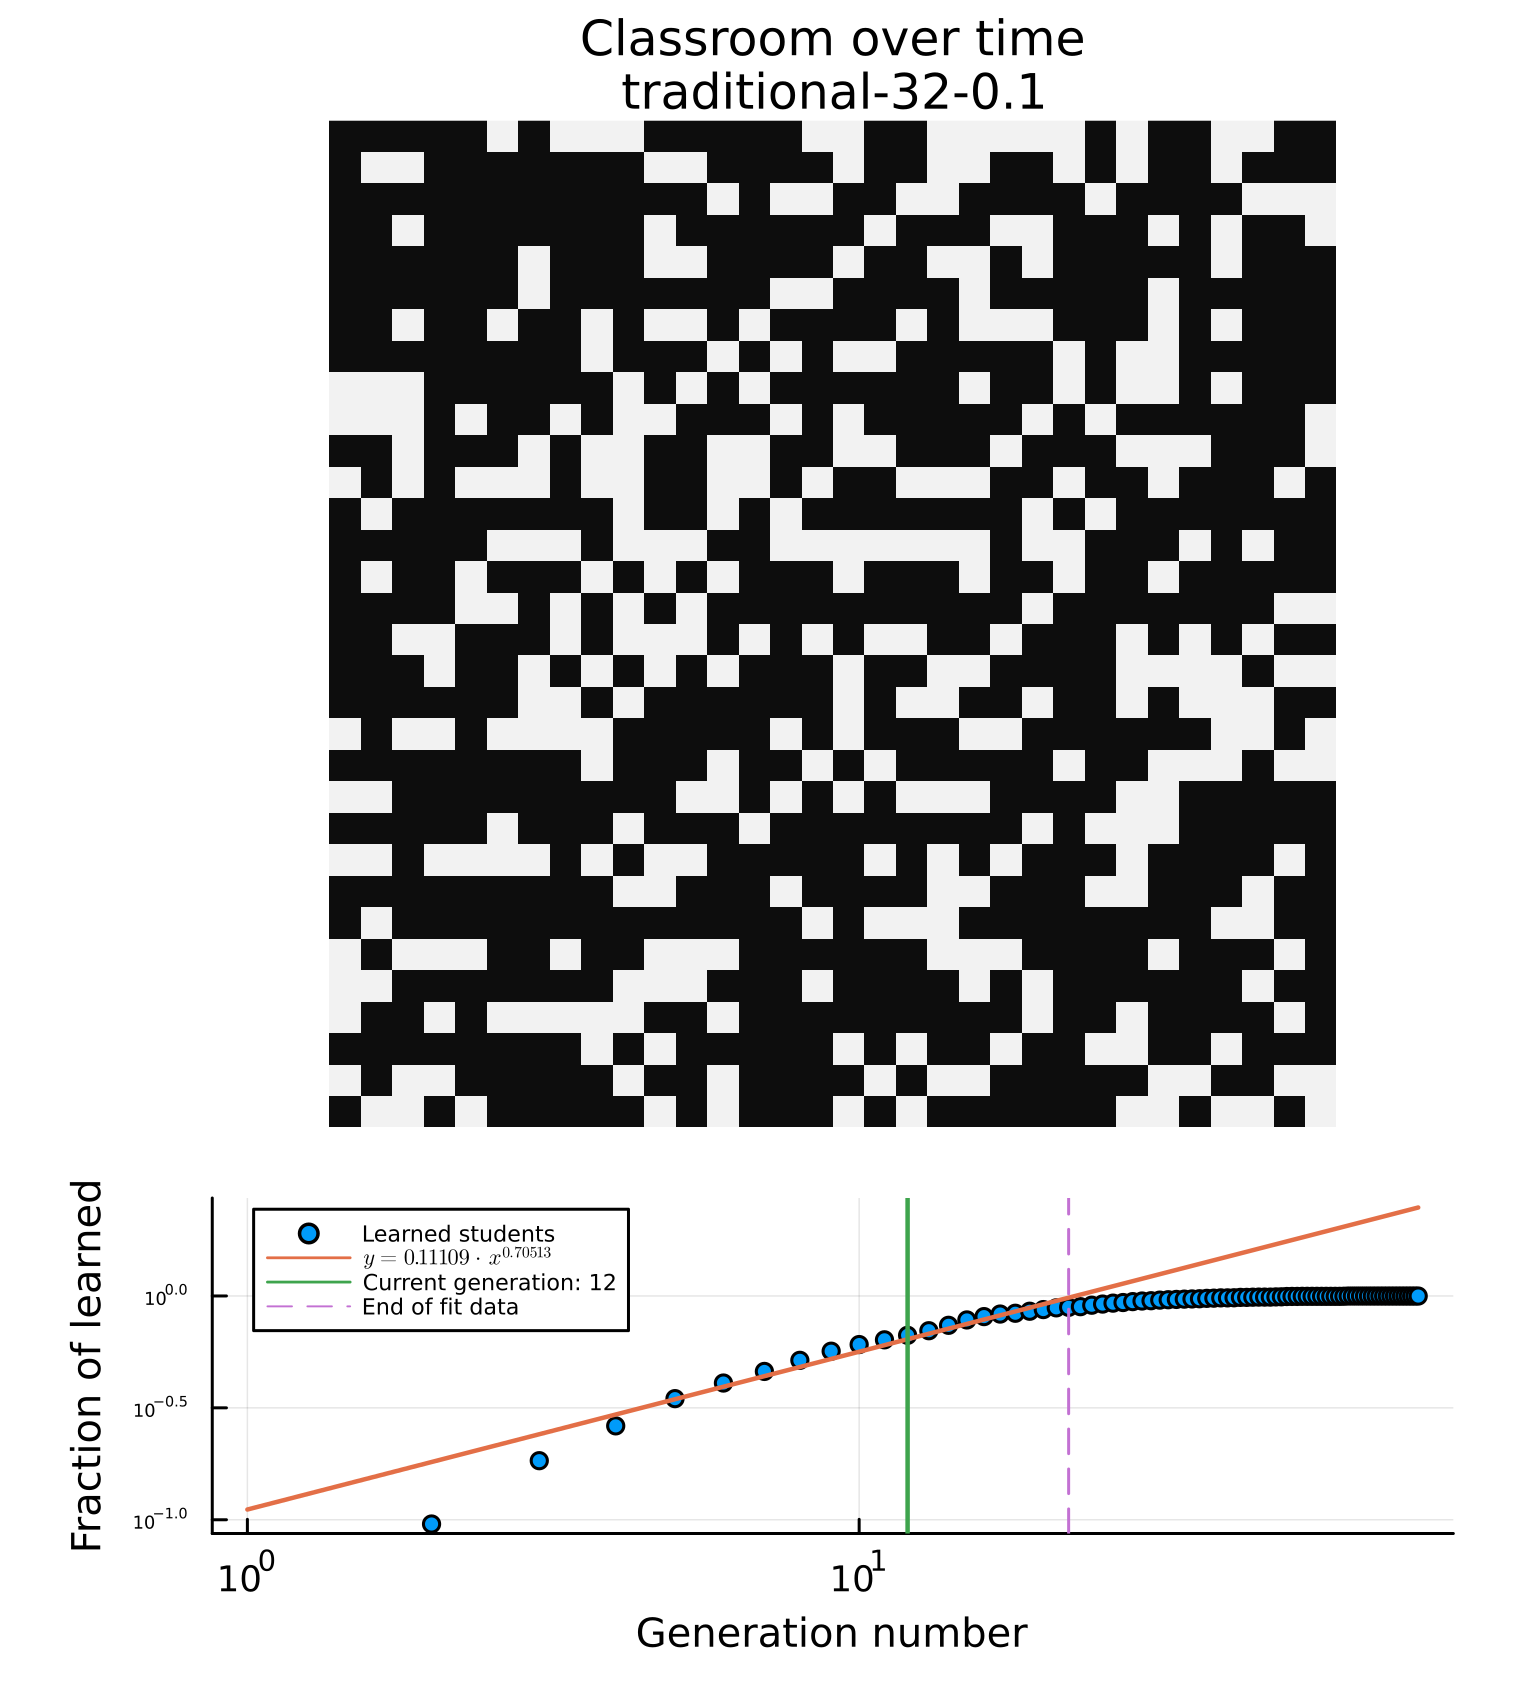 Classroom over time
traditional-32-0.1
Fraction of learned
Learned students
y = 0.11109 · x^0.70513
Current generation: 12
End of fit data
10^0.0
10^−0.5
10^−1.0
10^0
10^1
Generation number